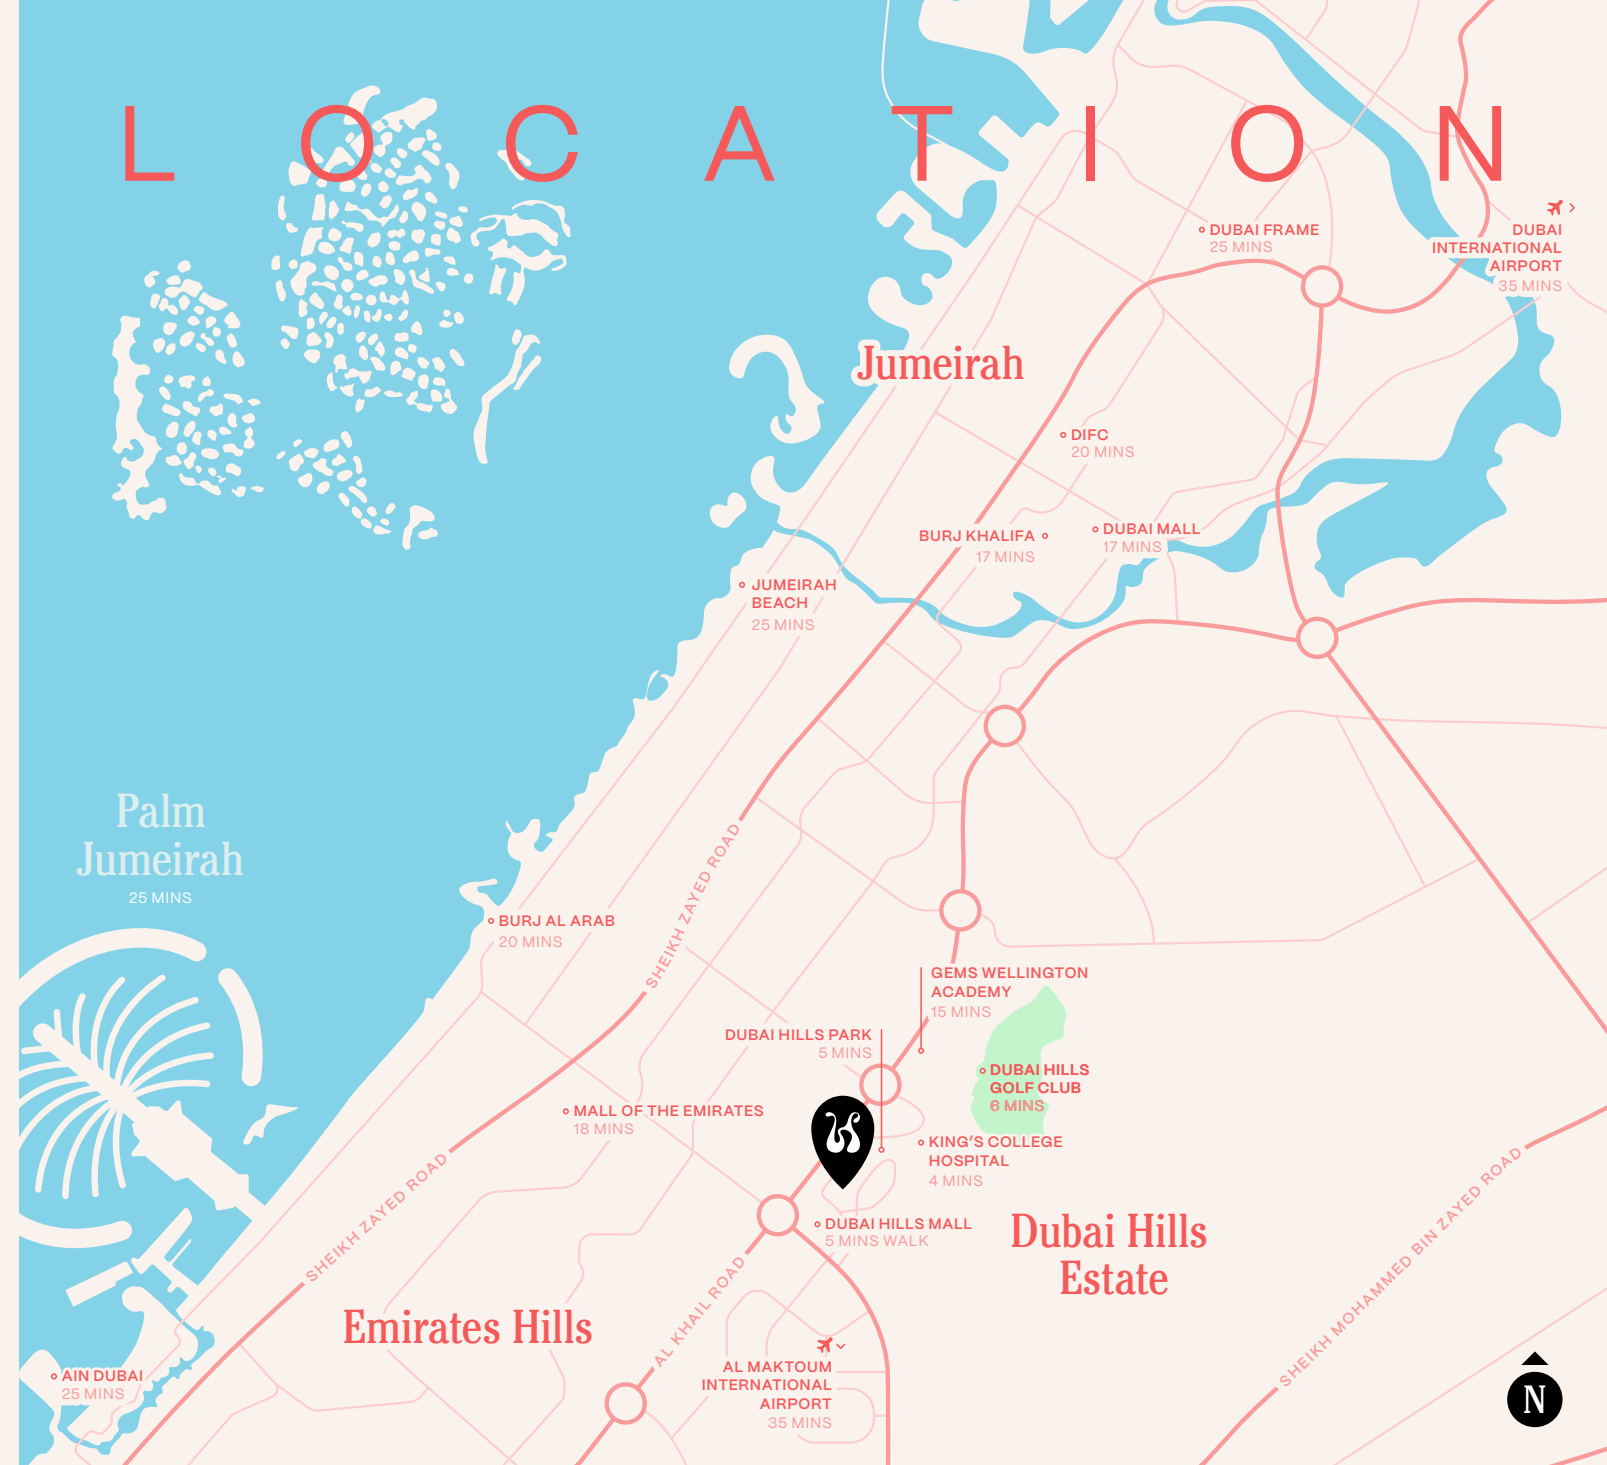 LOCATION
DUBAI FRAME
25 MINS
DUBAI
INTERNATIONAL
AIRPORT
35 MINS
Jumeirah
DIFC
20 MINS
BURJ KHALIFA
17 MINS
DUBAI MALL
17 MINS
JUMEIRAH
BEACH
25 MINS
Palm
Jumeirah
25 MINS
SHEIKH ZAYED ROAD
BURJ AL ARAB
20 MINS
GEMS WELLINGTON
ACADEMY
15 MINS
DUBAI HILLS PARK
5 MINS
DUBAI HILLS
GOLF CLUB
6 MINS
MALL OF THE EMIRATES
18 MINS
KING'S COLLEGE
HOSPITAL
4 MINS
SHEIKH ZAYED ROAD
DUBAI HILLS MALL
5 MINS WALK
Dubai Hills
Estate
SHEIKH MOHAMMED BIN ZAYED ROAD
Emirates Hills
AL KHAIL ROAD
AL MAKTOUM
INTERNATIONAL
AIRPORT
35 MINS
AIN DUBAI
25 MINS
N